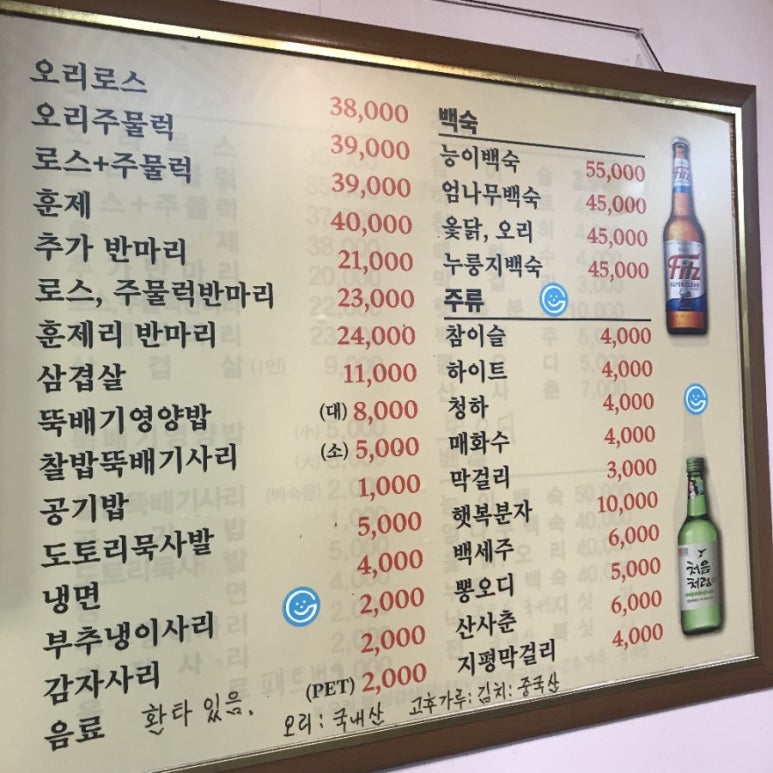 오리로스 38,000
오리주물럭 39,000
로스+주물럭 39,000
훈제 40,000
추가 반마리 21,000
로스, 주물럭반마리 23,000
훈제리 반마리 24,000
삼겹살 11,000
뚝배기영양밥 (대) 8,000
찰밥뚝배기사리 (소) 5,000
공기밥 1,000
도토리묵사발 5,000
냉면 4,000
부추냉이사리 2,000
감자사리 2,000
음료 환타 있음. (PET) 2,000
백숙
능이백숙 55,000
엄나무백숙 45,000
옻닭, 오리 45,000
누룽지백숙 45,000
주류
참이슬 4,000
하이트 4,000
청하 4,000
매화수 4,000
막걸리 3,000
햇복분자 10,000
백세주 6,000
뽕오디 5,000
산사춘 6,000
지평막걸리 4,000
오리: 국내산 고추가루: 김치: 중국산
Fitz
SUPER CLEAR
처음
처럼